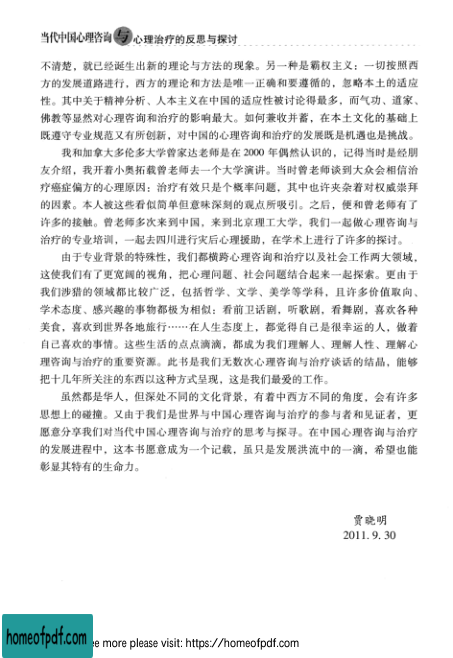 当代中国心理咨询与心理治疗的反思与探讨
不清楚，就已经诞生出新的理论与方法的现象。另一种是霸权主义：一切按照西
方的发展道路进行，西方的理论和方法是唯一正确和要遵循的，忽略本土的适应
性。其中关于精神分析、人本主义在中国的适应性被讨论得最多，而气功、道家、
佛教等显然对心理咨询和治疗的影响最大。如何兼收并蓄，在本土文化的基础上
既遵守专业规范又有所创新，对中国的心理咨询和治疗的发展既是机遇也是挑战。
我和加拿大多伦多大学曾家达老师是在 2000 年偶然认识的，记得当时是经朋
友介绍，我开着小奥拓载曾老师去一个大学演讲。当时曾老师谈到大众会相信治
疗癌症偏方的心理原因：治疗有效只是个概率问题，其中也许夹杂着对权威崇拜
的因素。本人被这些看似简单但意味深刻的观点所吸引。之后，便和曾老师有了
许多的接触。曾老师多次来到中国，来到北京理工大学，我们一起做心理咨询与
治疗的专业培训，一起去四川进行灾后心理援助，在学术上进行了许多的探讨。
由于专业背景的特殊性，我们都横跨心理咨询和治疗以及社会工作两大领域，
这使我们有了更宽阔的视角，把心理问题、社会问题结合起来一起探索。更由于
我们涉猎的领域都比较广泛，包括哲学、文学、美学等学科，且许多价值取向、
学术态度、感兴趣的事物都极为相似：看前卫话剧，听歌剧，看舞剧，喜欢各种
美食，喜欢到世界各地旅行……在人生态度上，都觉得自己是很幸运的人，做着
自己喜欢的事情。这些生活的点点滴滴，都成为我们理解人、理解人性、理解心
理咨询与治疗的重要资源。此书是我们无数次心理咨询与治疗谈话的结晶，能够
把十几年所关注的东西以这种方式呈现，这是我们最爱的工作。
虽然都是华人，但深处不同的文化背景，有着中西方不同的角度，会有许多
思想上的碰撞。又由于我们是世界与中国心理咨询与治疗的参与者和见证者，更
愿意分享我们对当代中国心理咨询与治疗的思考与探寻。在中国心理咨询与治疗
的发展进程中，这本书愿意成为一个记载，虽只是发展洪流中的一滴，希望也能
彰显其特有的生命力。
贾晓明
2011. 9. 30
homeofpdf.com
ee more please visit: https://homeofpdf.com